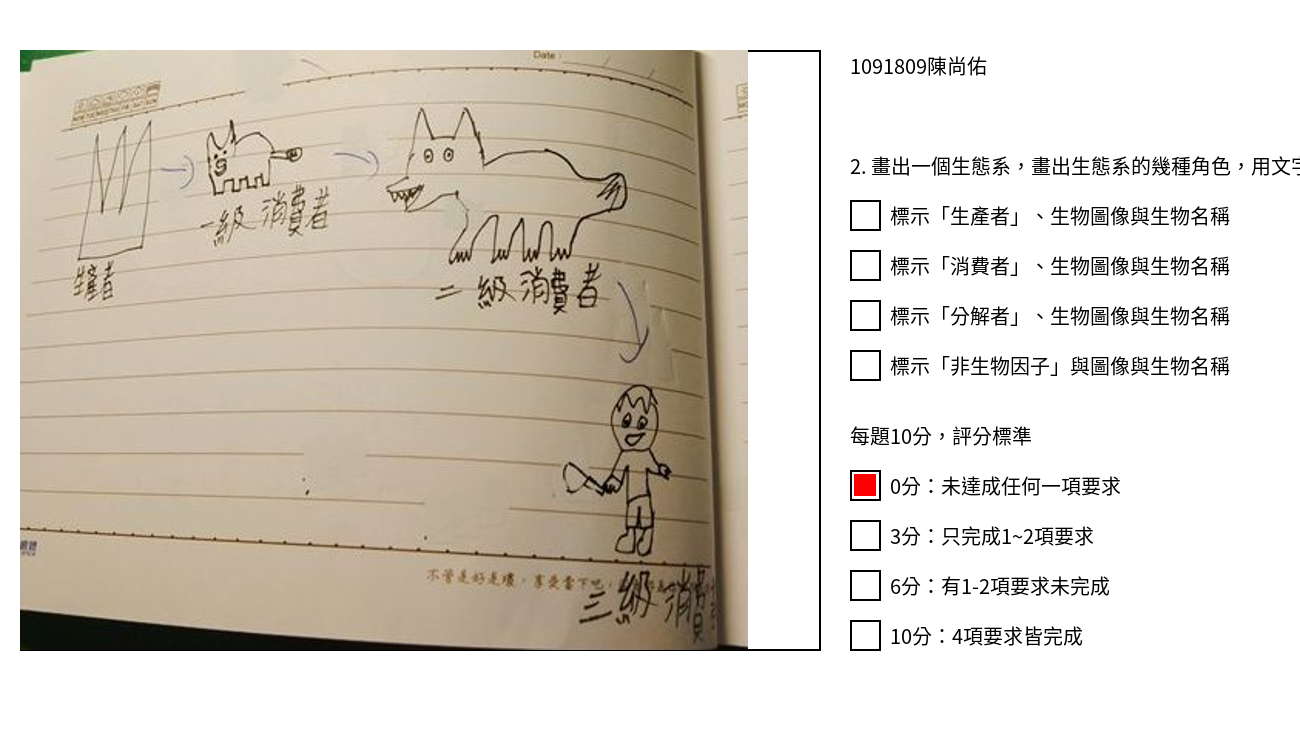 Date :
生產者
一級消費者
二級消費者
三級消費
不管是好是壞，享受當下吧，
1091809陳尚佑
2. 畫出一個生態系，畫出生態系的幾種角色，用文字
標示「生產者」、生物圖像與生物名稱
標示「消費者」、生物圖像與生物名稱
標示「分解者」、生物圖像與生物名稱
標示「非生物因子」與圖像與生物名稱
每題10分，評分標準
0分：未達成任何一項要求
3分：只完成1~2項要求
6分：有1-2項要求未完成
10分：4項要求皆完成